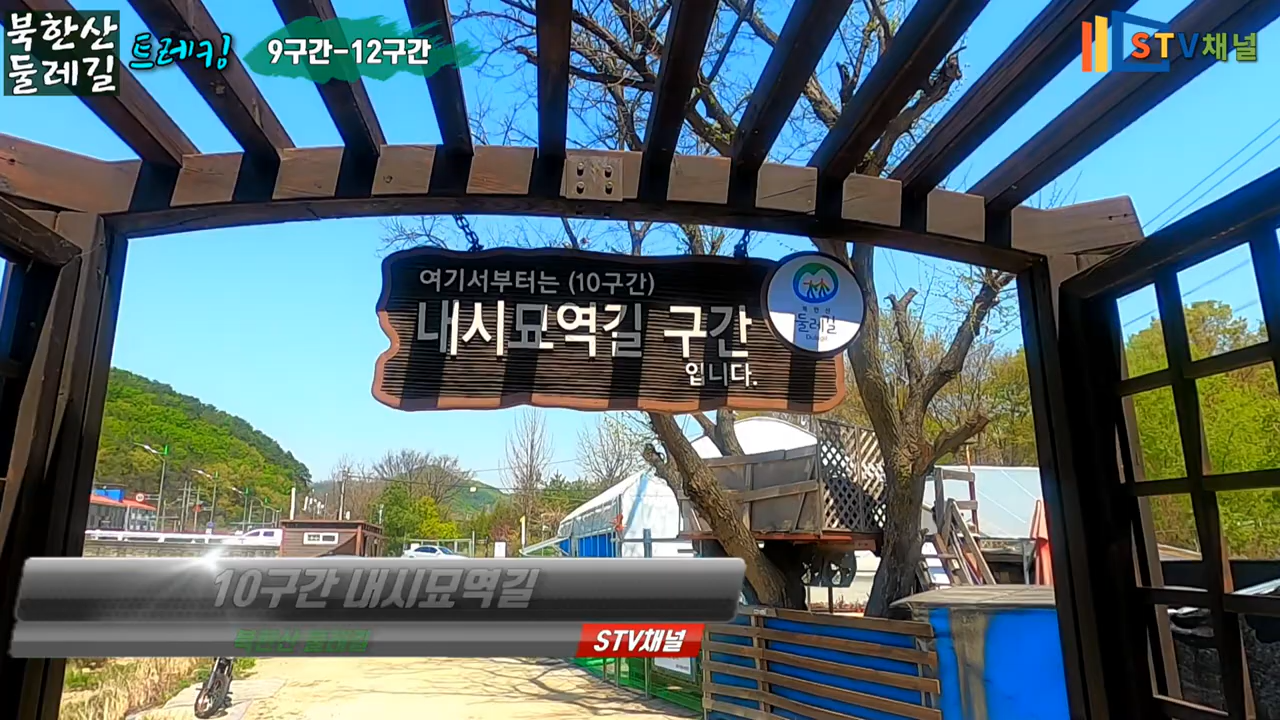 북한산
둘레길
트레킹
9구간-12구간
STV채널
여기서부터는 (10구간)
내시묘역길 구간
입니다.
북한산
둘레길
10구간 내시묘역길
북한산 둘레길
STV채널